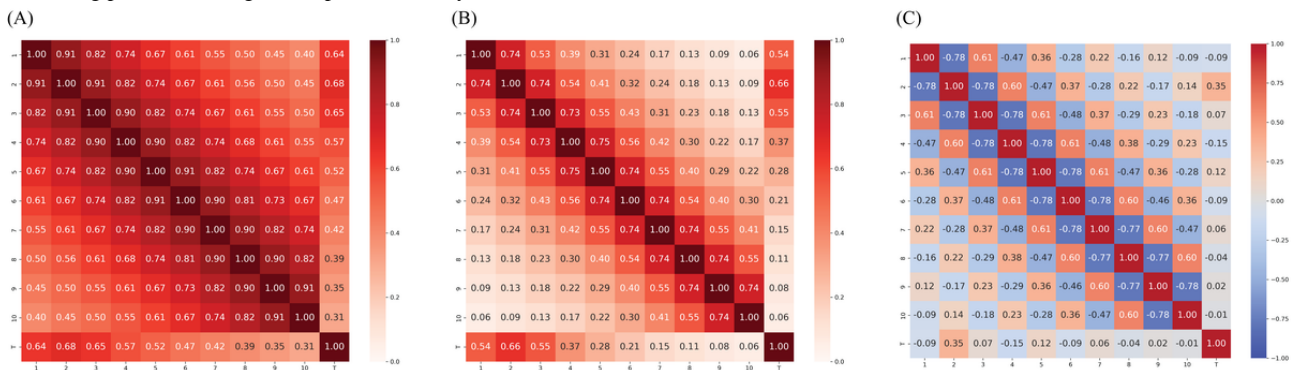 (A)
1 1.00 0.91 0.82 0.74 0.67 0.61 0.55 0.50 0.45 0.40 0.64
2 0.91 1.00 0.91 0.82 0.74 0.67 0.61 0.56 0.50 0.45 0.68
3 0.82 0.91 1.00 0.90 0.82 0.74 0.67 0.61 0.55 0.50 0.65
4 0.74 0.82 0.90 1.00 0.90 0.82 0.74 0.68 0.61 0.55 0.57
5 0.67 0.74 0.82 0.90 1.00 0.91 0.82 0.74 0.67 0.61 0.52
6 0.61 0.67 0.74 0.82 0.91 1.00 0.90 0.81 0.73 0.67 0.47
7 0.55 0.61 0.67 0.74 0.82 0.90 1.00 0.90 0.82 0.74 0.42
8 0.50 0.56 0.61 0.68 0.74 0.81 0.90 1.00 0.90 0.82 0.39
9 0.45 0.50 0.55 0.61 0.67 0.73 0.82 0.90 1.00 0.91 0.35
10 0.40 0.45 0.50 0.55 0.61 0.67 0.74 0.82 0.91 1.00 0.31
T 0.64 0.68 0.65 0.57 0.52 0.47 0.42 0.39 0.35 0.31 1.00
1 2 3 4 5 6 7 8 9 10 T
1.0
0.8
0.6
0.4
0.2
0.0
(B)
1 1.00 0.74 0.53 0.39 0.31 0.24 0.17 0.13 0.09 0.06 0.54
2 0.74 1.00 0.74 0.54 0.41 0.32 0.24 0.18 0.13 0.09 0.66
3 0.53 0.74 1.00 0.73 0.55 0.43 0.31 0.23 0.18 0.13 0.55
4 0.39 0.54 0.73 1.00 0.75 0.56 0.42 0.30 0.22 0.17 0.37
5 0.31 0.41 0.55 0.75 1.00 0.74 0.55 0.40 0.29 0.22 0.28
6 0.24 0.32 0.43 0.56 0.74 1.00 0.74 0.54 0.40 0.30 0.21
7 0.17 0.24 0.31 0.42 0.55 0.74 1.00 0.74 0.55 0.41 0.15
8 0.13 0.18 0.23 0.30 0.40 0.54 0.74 1.00 0.74 0.55 0.11
9 0.09 0.13 0.18 0.22 0.29 0.40 0.55 0.74 1.00 0.74 0.08
10 0.06 0.09 0.13 0.17 0.22 0.30 0.41 0.55 0.74 1.00 0.06
T 0.54 0.66 0.55 0.37 0.28 0.21 0.15 0.11 0.08 0.06 1.00
1 2 3 4 5 6 7 8 9 10 T
1.0
0.8
0.6
0.4
0.2
0.0
(C)
1 1.00 -0.78 0.61 -0.47 0.36 -0.28 0.22 -0.16 0.12 -0.09 -0.09
2 -0.78 1.00 -0.78 0.60 -0.47 0.37 -0.28 0.22 -0.17 0.14 0.35
3 0.61 -0.78 1.00 -0.78 0.61 -0.48 0.37 -0.29 0.23 -0.18 0.07
4 -0.47 0.60 -0.78 1.00 -0.78 0.61 -0.48 0.38 -0.29 0.23 -0.15
5 0.36 -0.47 0.61 -0.78 1.00 -0.78 0.61 -0.47 0.36 -0.28 0.12
6 -0.28 0.37 -0.48 0.61 -0.78 1.00 -0.78 0.60 -0.46 0.36 -0.09
7 0.22 -0.28 0.37 -0.48 0.61 -0.78 1.00 -0.77 0.60 -0.47 0.06
8 -0.16 0.22 -0.29 0.38 -0.47 0.60 -0.77 1.00 -0.77 0.60 -0.04
9 0.12 -0.17 0.23 -0.29 0.36 -0.46 0.60 -0.77 1.00 -0.78 0.02
10 -0.09 0.14 -0.18 0.23 -0.28 0.36 -0.47 0.60 -0.78 1.00 -0.01
T -0.09 0.35 0.07 -0.15 0.12 -0.09 0.06 -0.04 0.02 -0.01 1.00
1 2 3 4 5 6 7 8 9 10 T
1.00
0.75
0.50
0.25
0.00
-0.25
-0.50
-0.75
-1.00